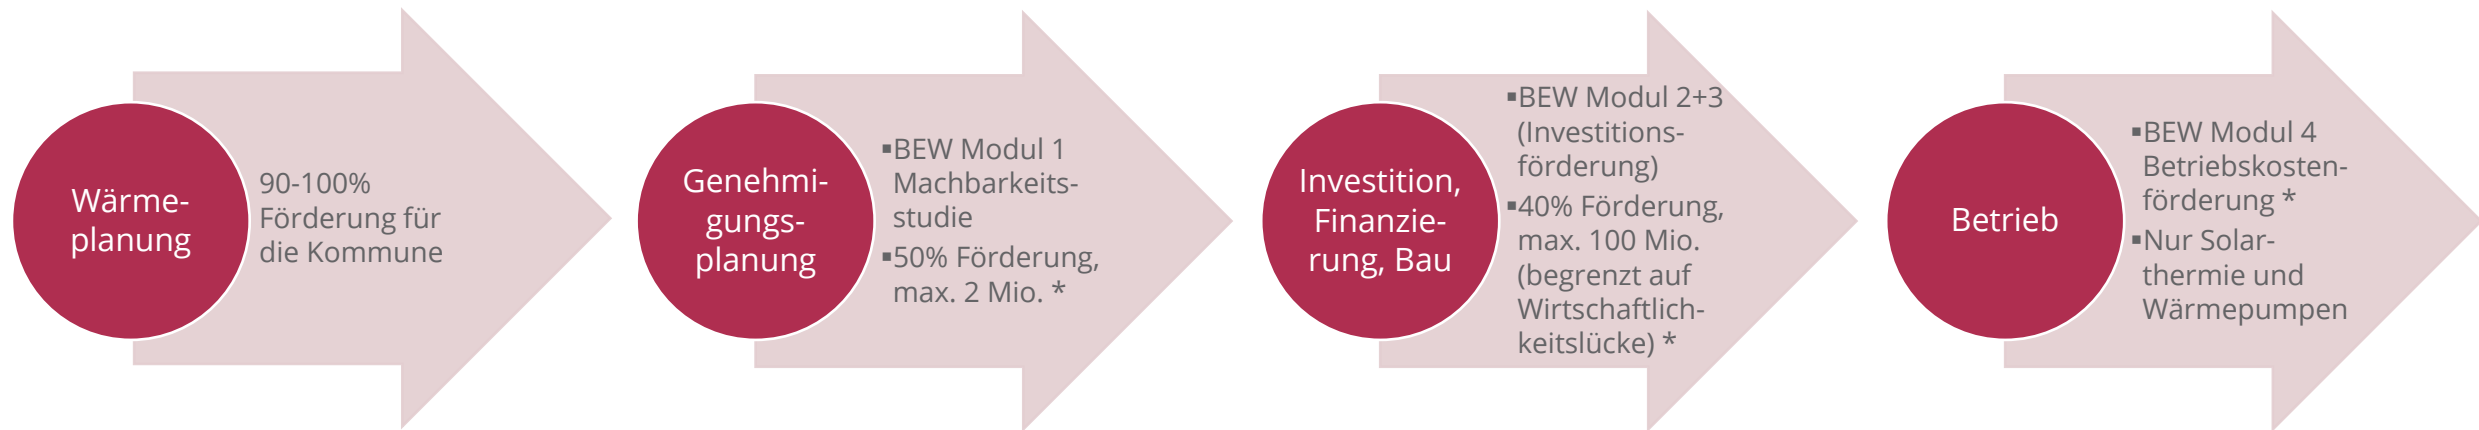 Wärme-
planung
90-100%
Förderung für
die Kommune
Genehmi-
gungs-
planung
▪BEW Modul 1
Machbarkeits-
studie
▪50% Förderung,
max. 2 Mio. *
Investition,
Finanzie-
rung, Bau
▪BEW Modul 2+3
(Investitions-
förderung)
▪40% Förderung,
max. 100 Mio.
(begrenzt auf
Wirtschaftlich-
keitslücke) *
Betrieb
▪BEW Modul 4
Betriebskosten-
förderung *
▪Nur Solar-
thermie und
Wärmepumpen